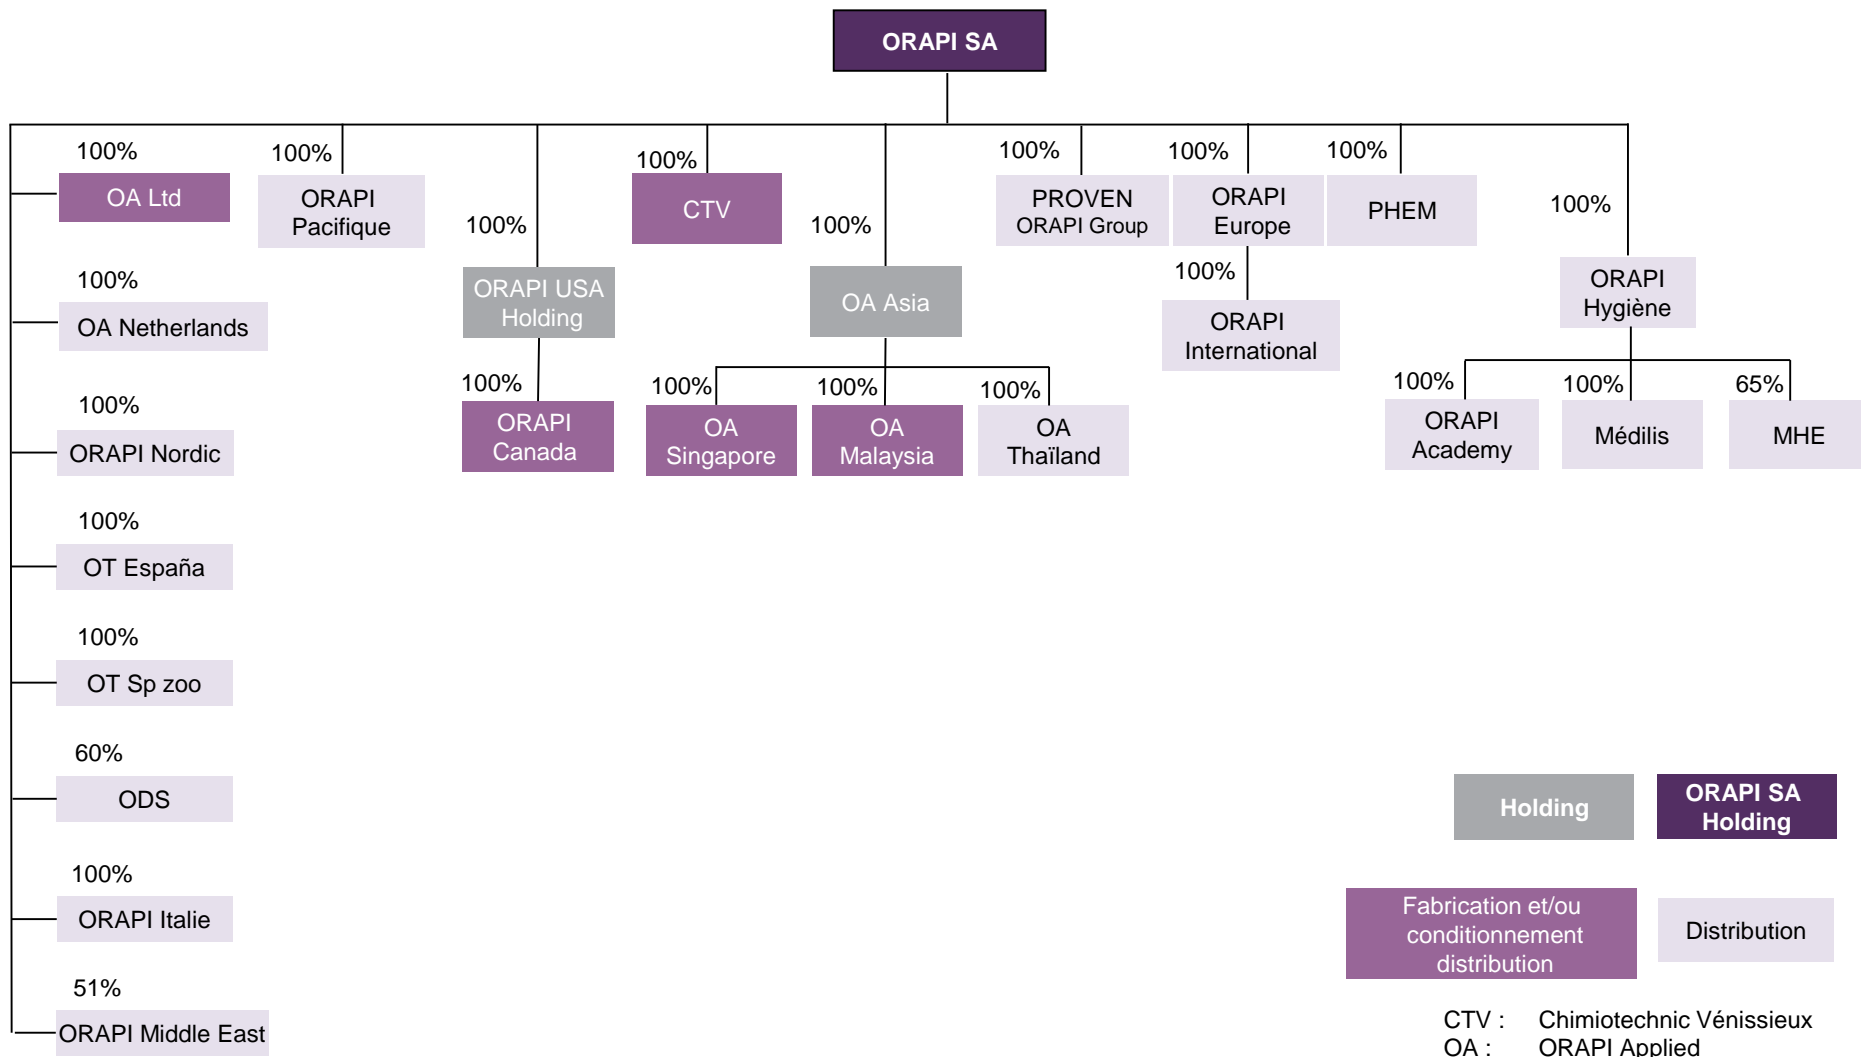 ORAPI SA
100%
OA Ltd
100%
ORAPI
Pacifique
100%
ORAPI USA
Holding
100%
ORAPI
Canada
100%
CTV
100%
OA Asia
100%
OA
Singapore
100%
OA
Malaysia
100%
OA
Thaïland
100%
PROVEN
ORAPI Group
100%
ORAPI
Europe
100%
ORAPI
International
100%
PHEM
100%
ORAPI
Hygiène
100%
ORAPI
Academy
100%
Médilis
65%
MHE
100%
OA Netherlands
100%
ORAPI Nordic
100%
OT España
100%
OT Sp zoo
60%
ODS
100%
ORAPI Italie
51%
ORAPI Middle East
Holding
ORAPI SA
Holding
Fabrication et/ou
conditionnement
distribution
Distribution
CTV : Chimiotechnic Vénissieux
OA : ORAPI Applied